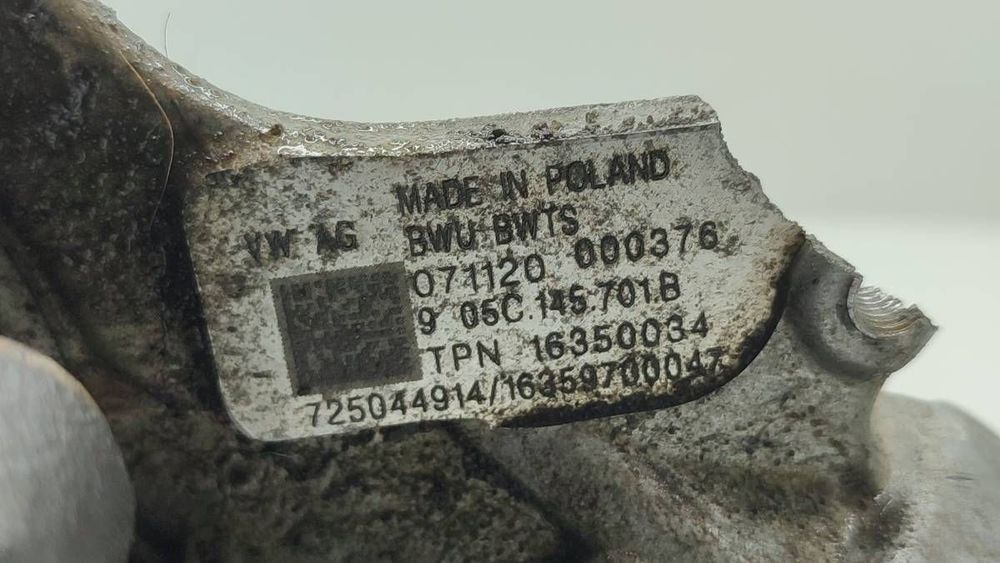 MADE IN POLAND
VW AG BWU-BWTS
071120 000376
9 05C.145.701.B
TPN 16350034
725044914/16359700047